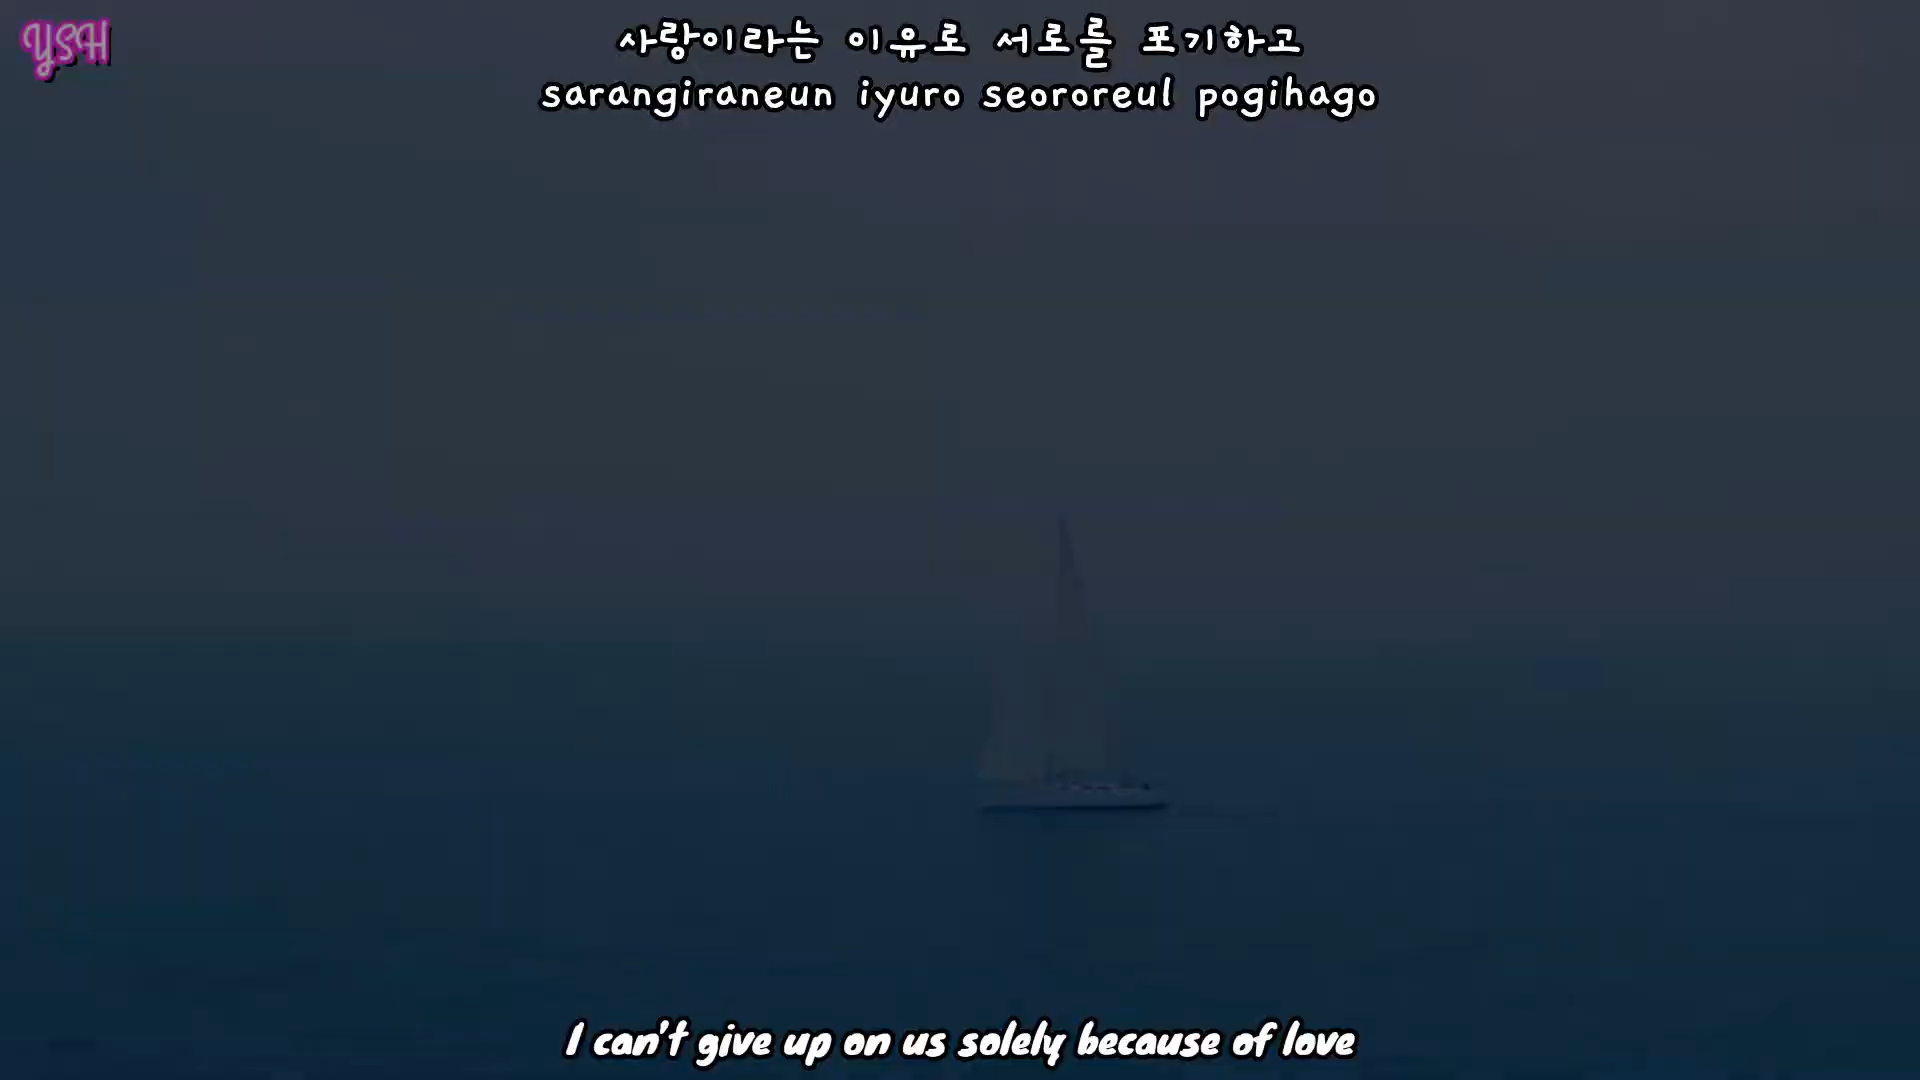 YSH
사랑이라는 이유로 서로를 포기하고
sarangiraneun iyuro seororeul pogihago
I can't give up on us solely because of love